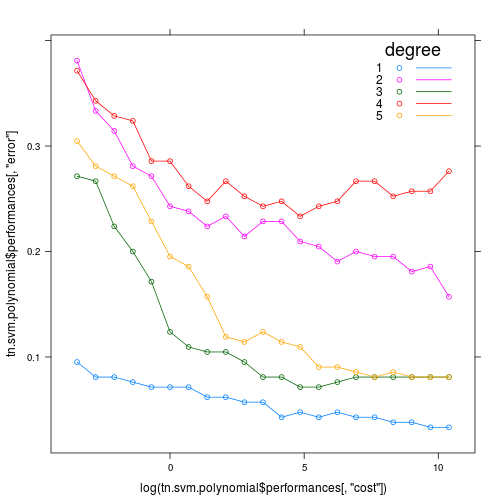 degree
1
2
3
4
5
0.3
0.2
0.1
tn.svm.polynomial$performances[, "error"]
0 5 10
log(tn.svm.polynomial$performances[, "cost"])